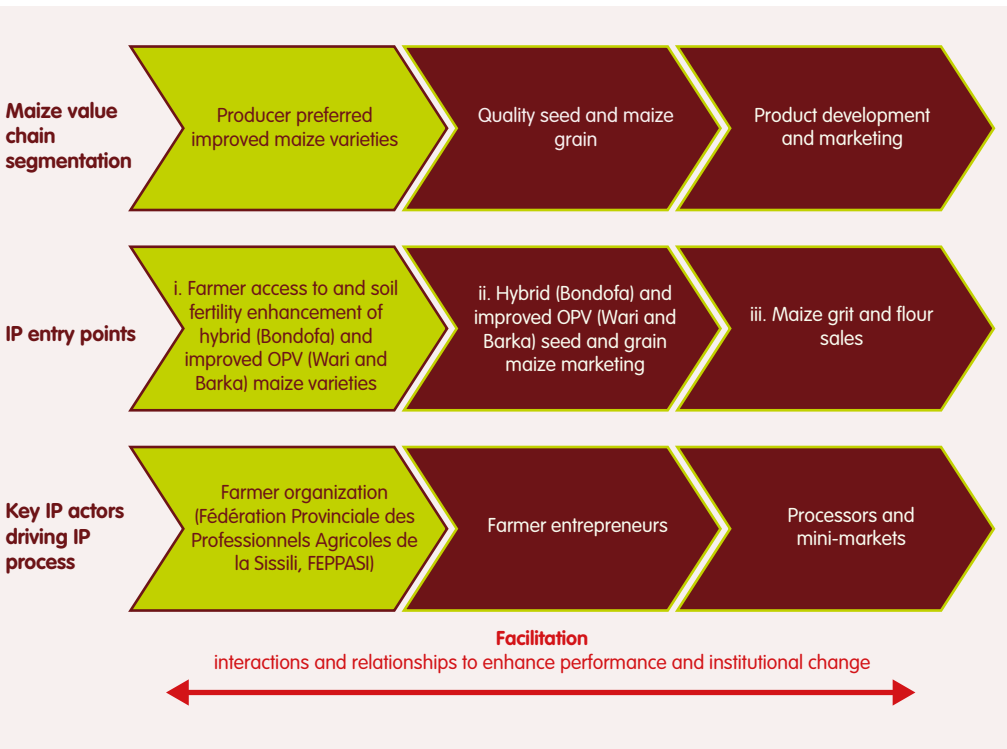 Maize value
chain
segmentation
Producer preferred
improved maize varieties
Quality seed and maize
grain
Product development
and marketing
IP entry points
i. Farmer access to and soil
fertility enhancement of
hybrid (Bondofa) and
improved OPV (Wari and
Barka) maize varieties
ii. Hybrid (Bondofa) and
improved OPV (Wari and
Barka) seed and grain
maize marketing
iii. Maize grit and flour
sales
Key IP actors
driving IP
process
Farmer organization
(Fédération Provinciale des
Professionnels Agricoles de
la Sissili, FEPPASI)
Farmer entrepreneurs
Processors and
mini-markets
Facilitation
interactions and relationships to enhance performance and institutional change